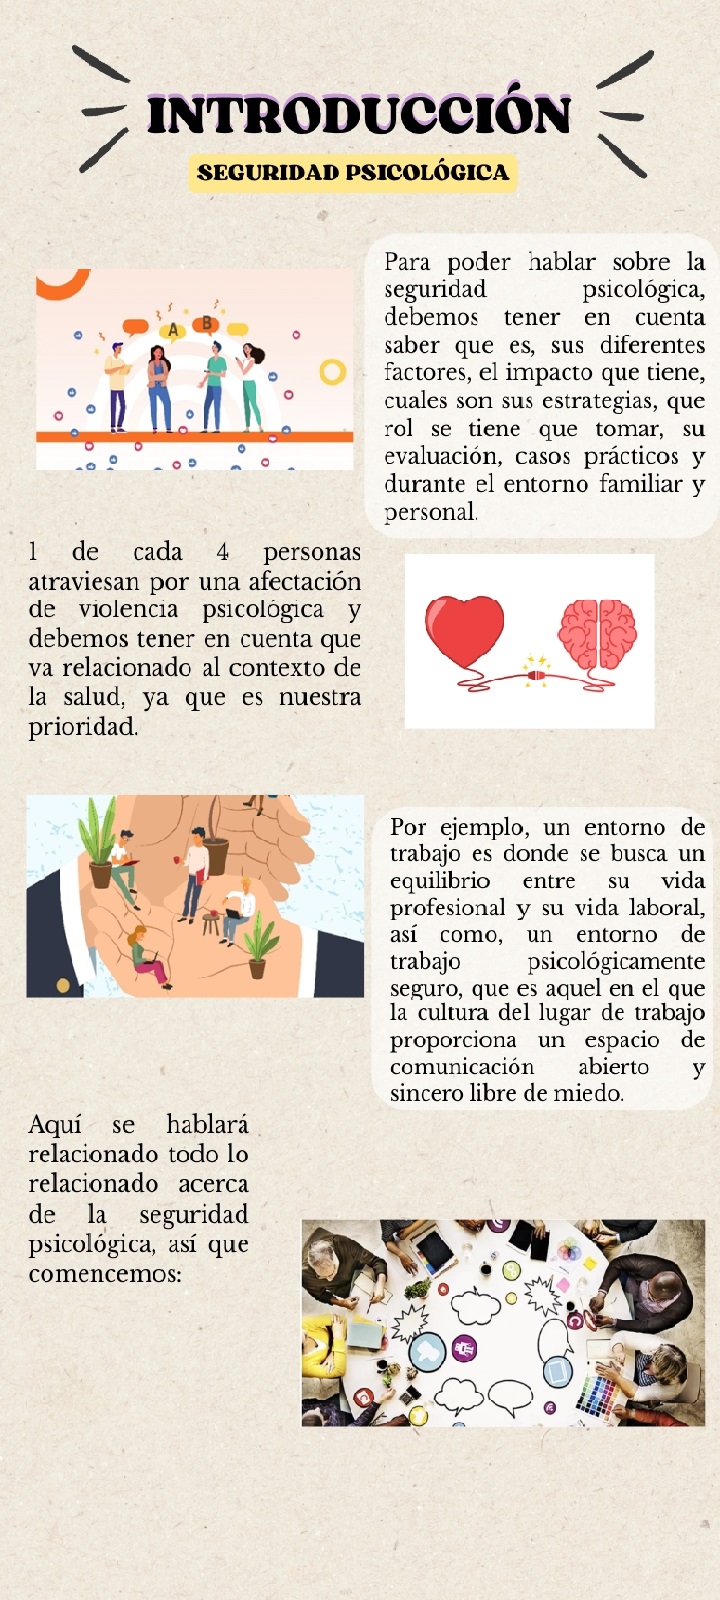 INTRODUCCIÓN
SEGURIDAD PSICOLÓGICA
Para poder hablar sobre la
seguridad psicológica,
debemos tener en cuenta
saber que es, sus diferentes
factores, el impacto que tiene,
cuales son sus estrategias, que
rol se tiene que tomar, su
evaluación, casos prácticos y
durante el entorno familiar y
personal.
A
B
1 de cada 4 personas
atraviesan por una afectación
de violencia psicológica y
debemos tener en cuenta que
va relacionado al contexto de
la salud, ya que es nuestra
prioridad.
Por ejemplo, un entorno de
trabajo es donde se busca un
equilibrio entre su vida
profesional y su vida laboral,
así como, un entorno de
trabajo psicológicamente
seguro, que es aquel en el que
la cultura del lugar de trabajo
proporciona un espacio de
comunicación abierto y
sincero libre de miedo.
Aquí se hablará
relacionado todo lo
relacionado acerca
de la seguridad
psicológica, así que
comencemos: